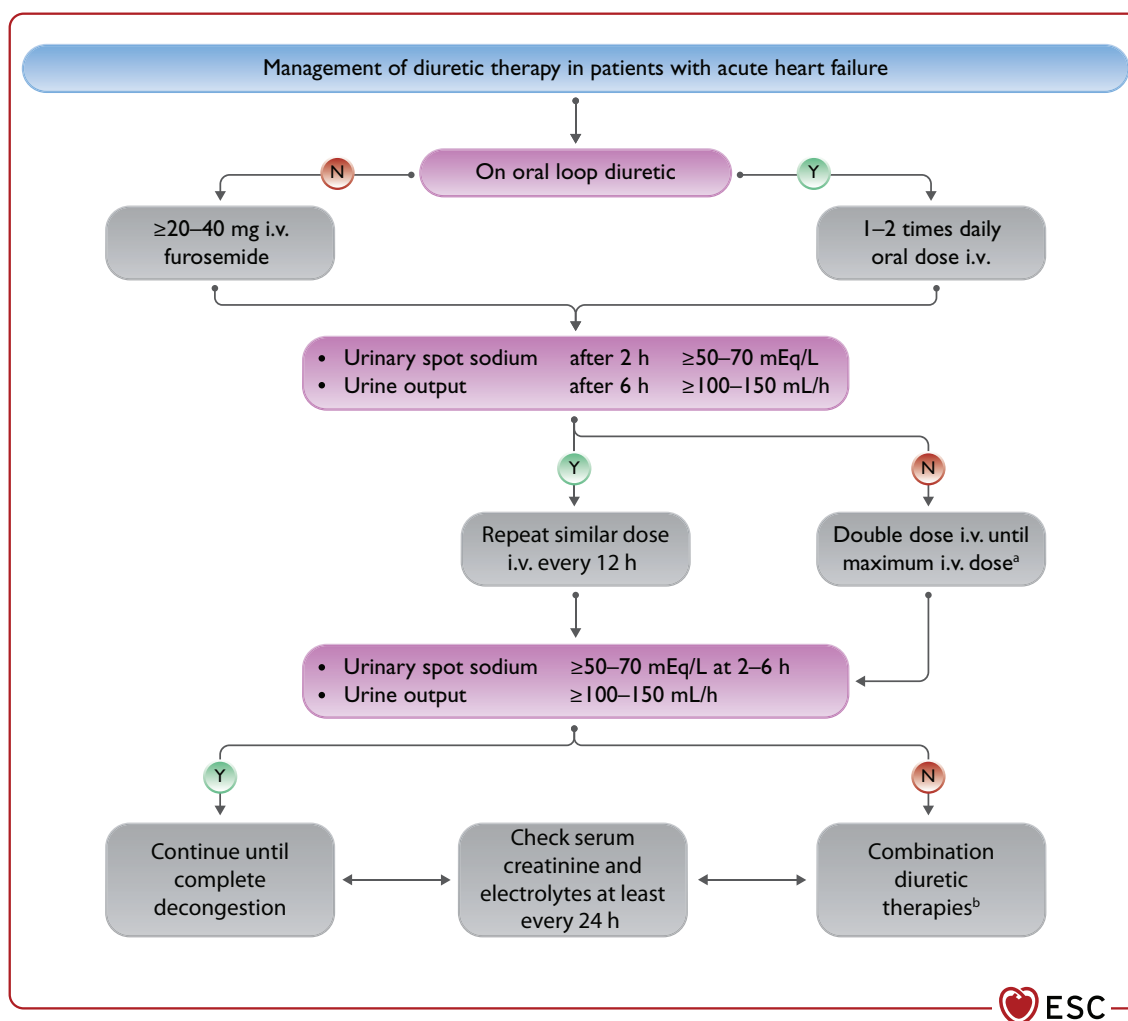 Management of diuretic therapy in patients with acute heart failure
N
On oral loop diuretic
Y
≥20–40 mg i.v.
furosemide
1–2 times daily
oral dose i.v.
• Urinary spot sodium after 2 h ≥50–70 mEq/L
• Urine output after 6 h ≥100–150 mL/h
Y
N
Repeat similar dose
i.v. every 12 h
Double dose i.v. until
maximum i.v. doseᵃ
• Urinary spot sodium ≥50–70 mEq/L at 2–6 h
• Urine output ≥100–150 mL/h
Y
N
Continue until
complete
decongestion
Check serum
creatinine and
electrolytes at least
every 24 h
Combination
diuretic
therapiesᵇ
ESC